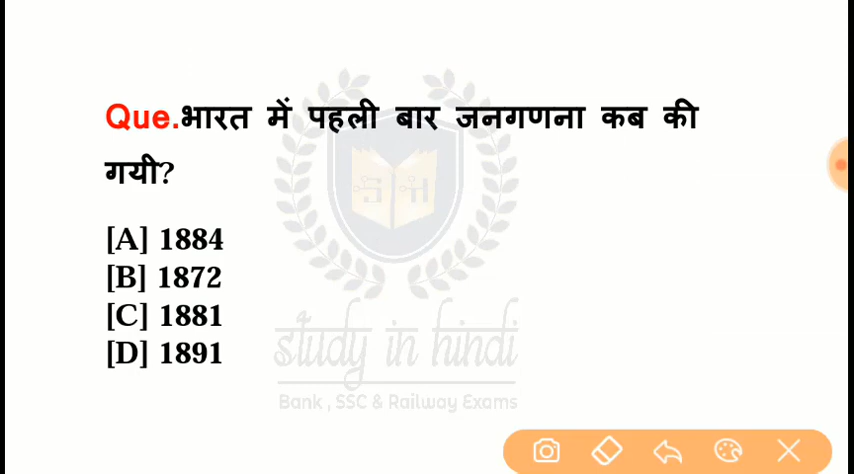 Que.भारत में पहली बार जनगणना कब की
गयी?
[A] 1884
[B] 1872
[C] 1881
[D] 1891
study in hindi
Bank , SSC & Railway Exams